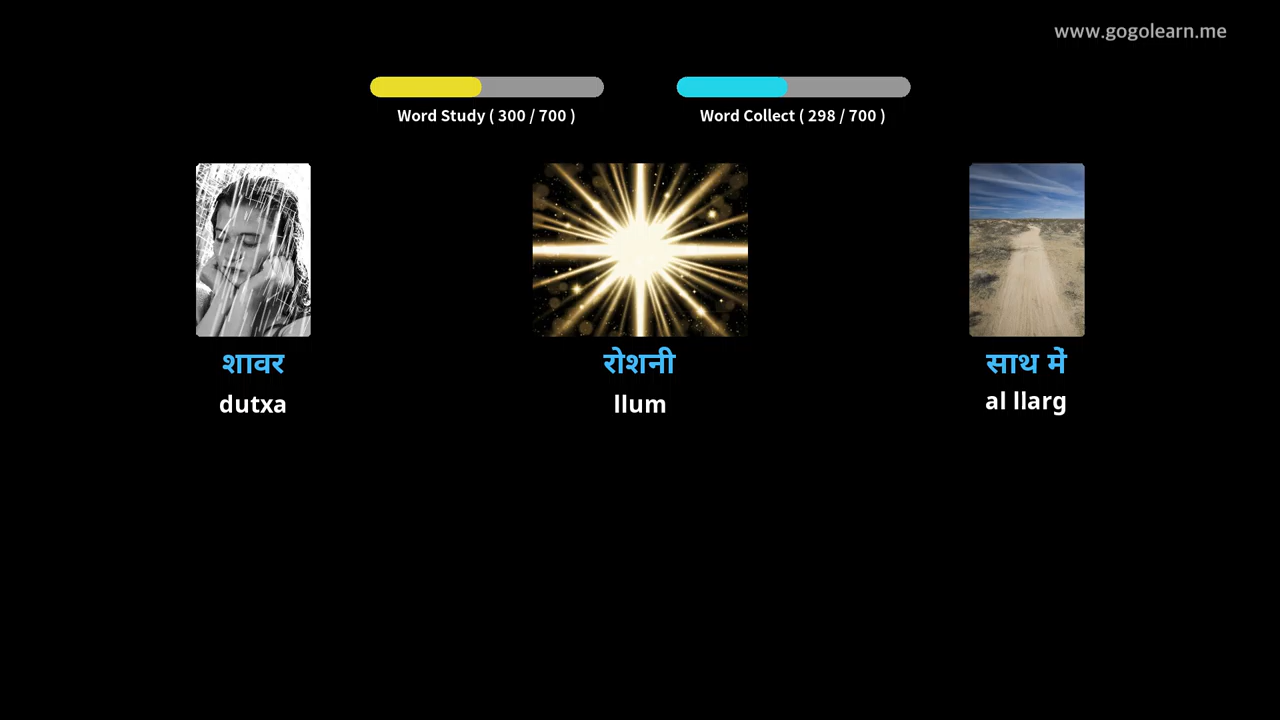 www.gogolearn.me
Word Study ( 300 / 700 )
Word Collect ( 298 / 700 )
शावर
रोशनी
साथ में
dutxa
llum
al llarg